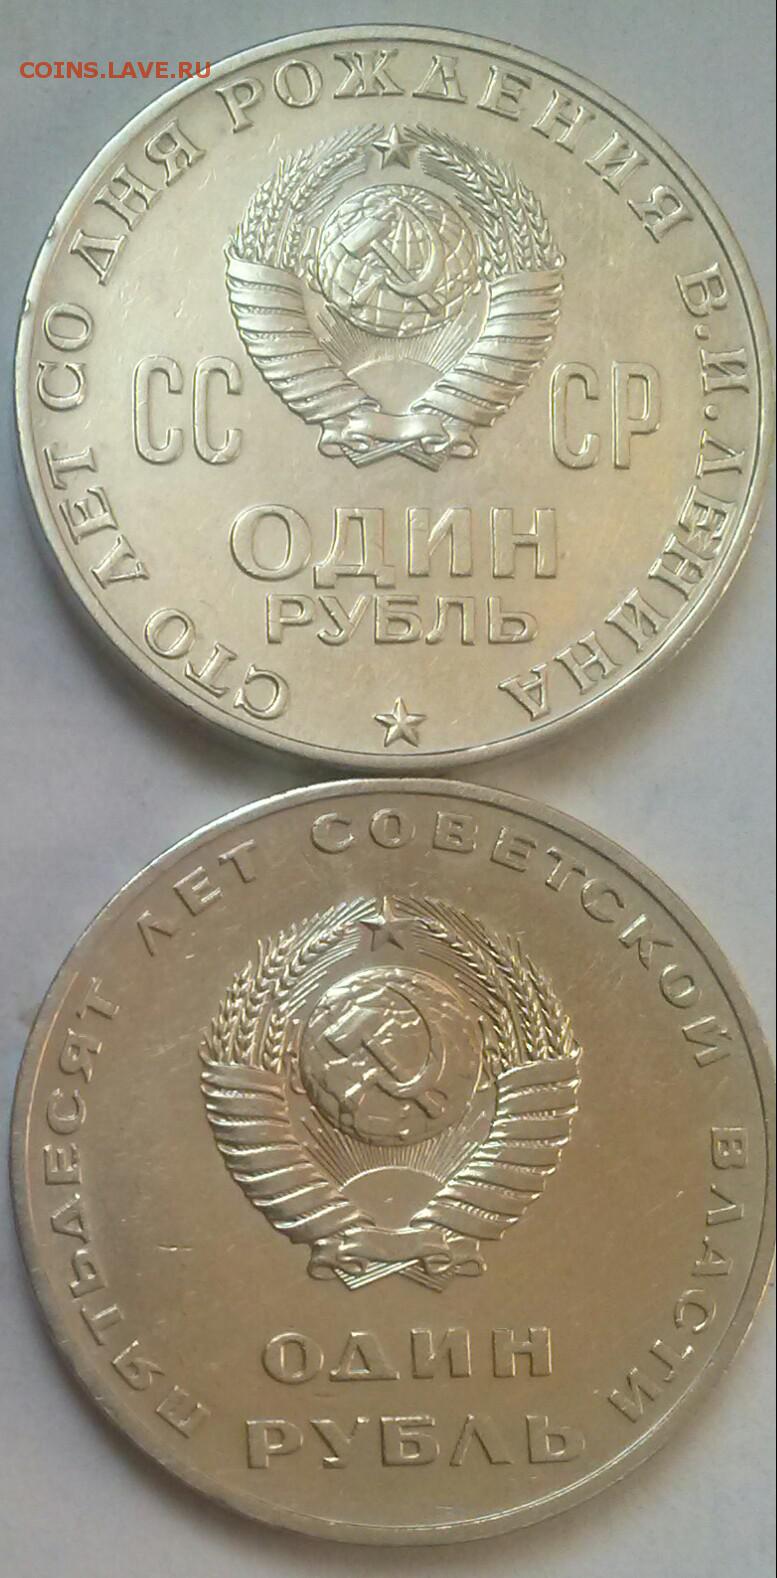 COINS.LAVE.RU
СТО ЛЕТ СО ДНЯ РОЖДЕНИЯ В.И.ЛЕНИНА
СС СР
ОДИН
РУБЛЬ
ПЯТЬДЕСЯТ ЛЕТ СОВЕТСКОЙ ВЛАСТИ
ОДИН
РУБЛЬ